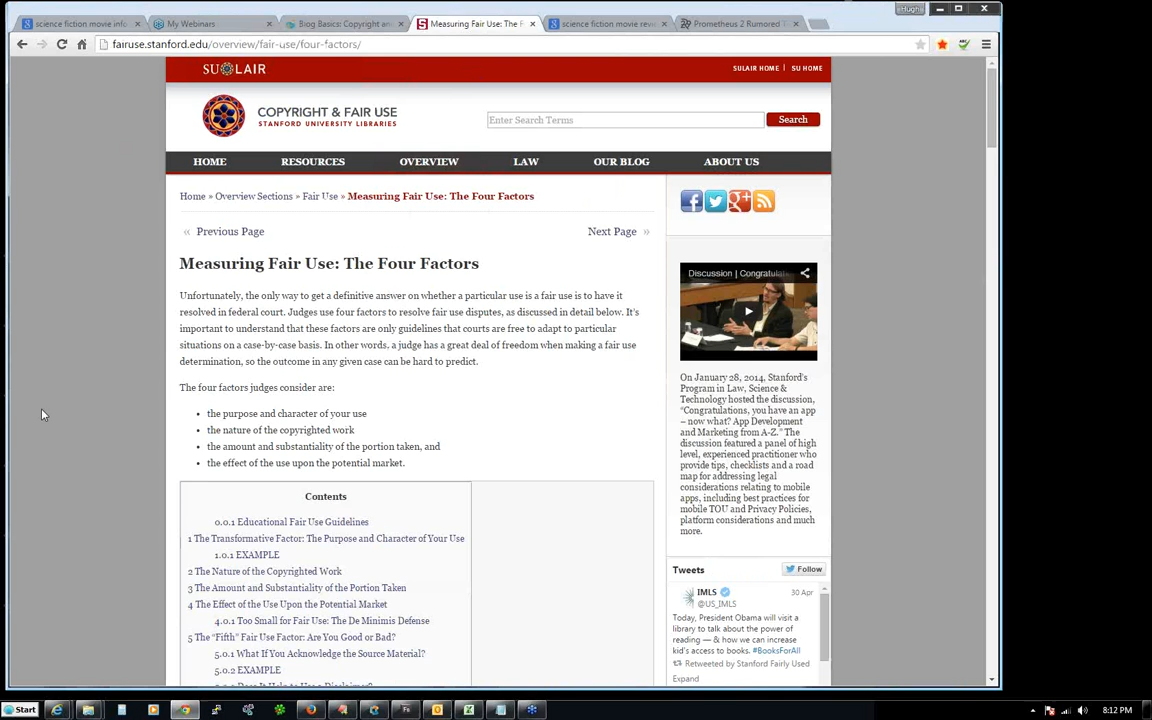 science fiction movie info
My Webinars
Blog Basics: Copyright an
Measuring Fair Use: The F
science fiction movie revi
Prometheus 2 Rumored T
eHughs
fairuse.stanford.edu/overview/fair-use/four-factors/
SU LAIR
SULAIR HOME | SU HOME
COPYRIGHT & FAIR USE
STANFORD UNIVERSITY LIBRARIES
Enter Search Terms
Search
HOME RESOURCES OVERVIEW LAW OUR BLOG ABOUT US
Home » Overview Sections » Fair Use » Measuring Fair Use: The Four Factors
« Previous Page
Next Page »
Measuring Fair Use: The Four Factors
Unfortunately, the only way to get a definitive answer on whether a particular use is a fair use is to have it
resolved in federal court. Judges use four factors to resolve fair use disputes, as discussed in detail below. It's
important to understand that these factors are only guidelines that courts are free to adapt to particular
situations on a case-by-case basis. In other words, a judge has a great deal of freedom when making a fair use
determination, so the outcome in any given case can be hard to predict.
The four factors judges consider are:
• the purpose and character of your use
• the nature of the copyrighted work
• the amount and substantiality of the portion taken, and
• the effect of the use upon the potential market.
Contents
0.0.1 Educational Fair Use Guidelines
1 The Transformative Factor: The Purpose and Character of Your Use
1.0.1 EXAMPLE
2 The Nature of the Copyrighted Work
3 The Amount and Substantiality of the Portion Taken
4 The Effect of the Use Upon the Potential Market
4.0.1 Too Small for Fair Use: The De Minimis Defense
5 The "Fifth" Fair Use Factor: Are You Good or Bad?
5.0.1 What If You Acknowledge the Source Material?
5.0.2 EXAMPLE
Does It Help to Use a Disclaimer?
Discussion | Congratulati
On January 28, 2014, Stanford's
Program in Law, Science &
Technology hosted the discussion,
"Congratulations, you have an app
– now what? App Development
and Marketing from A-Z." The
discussion featured a panel of high
level, experienced practitioner who
provide tips, checklists and a road
map for addressing legal
considerations relating to mobile
apps, including best practices for
mobile TOU and Privacy Policies,
platform considerations and much
more.
Tweets
Follow
IMLS
30 Apr
@US_IMLS
Today, President Obama will visit a
library to talk about the power of
reading — & how we can increase
kid's access to books. #BooksForAll
Retweeted by Stanford Fairly Used
Expand
Start
8:12 PM